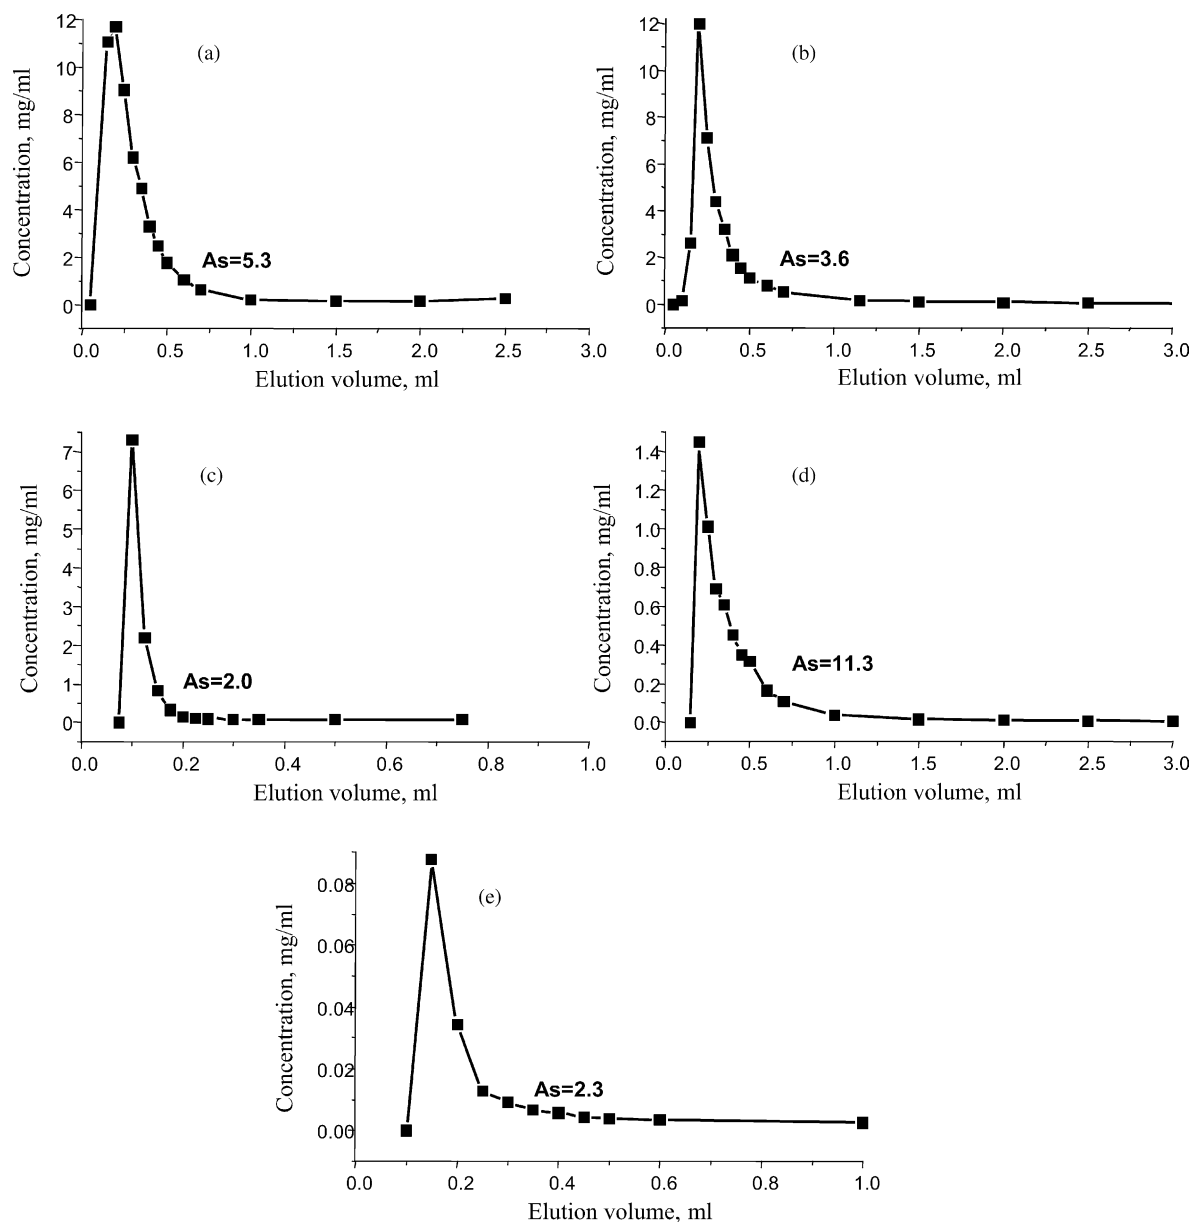 (a)
Concentration, mg/ml
12
10
8
6
4
2
0
As=5.3
0.0 0.5 1.0 1.5 2.0 2.5 3.0
Elution volume, ml
(b)
Concentration, mg/ml
12
10
8
6
4
2
0
As=3.6
0.0 0.5 1.0 1.5 2.0 2.5 3.0
Elution volume, ml
(c)
Concentration, mg/ml
7
6
5
4
3
2
1
0
As=2.0
0.0 0.2 0.4 0.6 0.8 1.0
Elution volume, ml
(d)
Concentration, mg/ml
1.4
1.2
1.0
0.8
0.6
0.4
0.2
0.0
As=11.3
0.0 0.5 1.0 1.5 2.0 2.5 3.0
Elution volume, ml
(e)
Concentration, mg/ml
0.08
0.06
0.04
0.02
0.00
As=2.3
0.0 0.2 0.4 0.6 0.8 1.0
Elution volume, ml